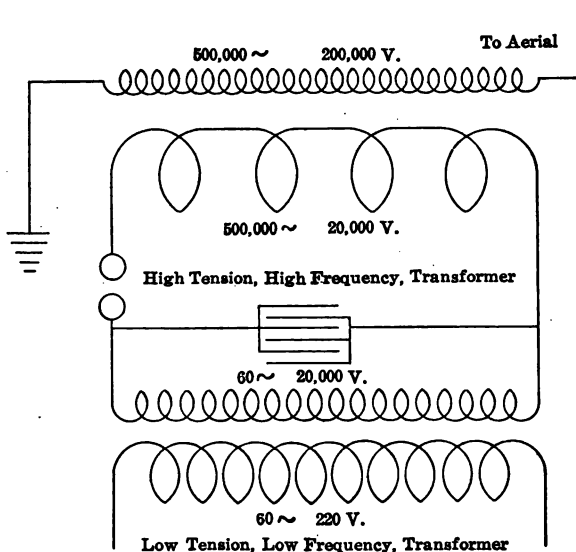 To Aerial
500,000 ~ 200,000 V.
500,000 ~ 20,000 V.
High Tension, High Frequency, Transformer
60 ~ 20,000 V.
60 ~ 220 V.
Low Tension, Low Frequency, Transformer